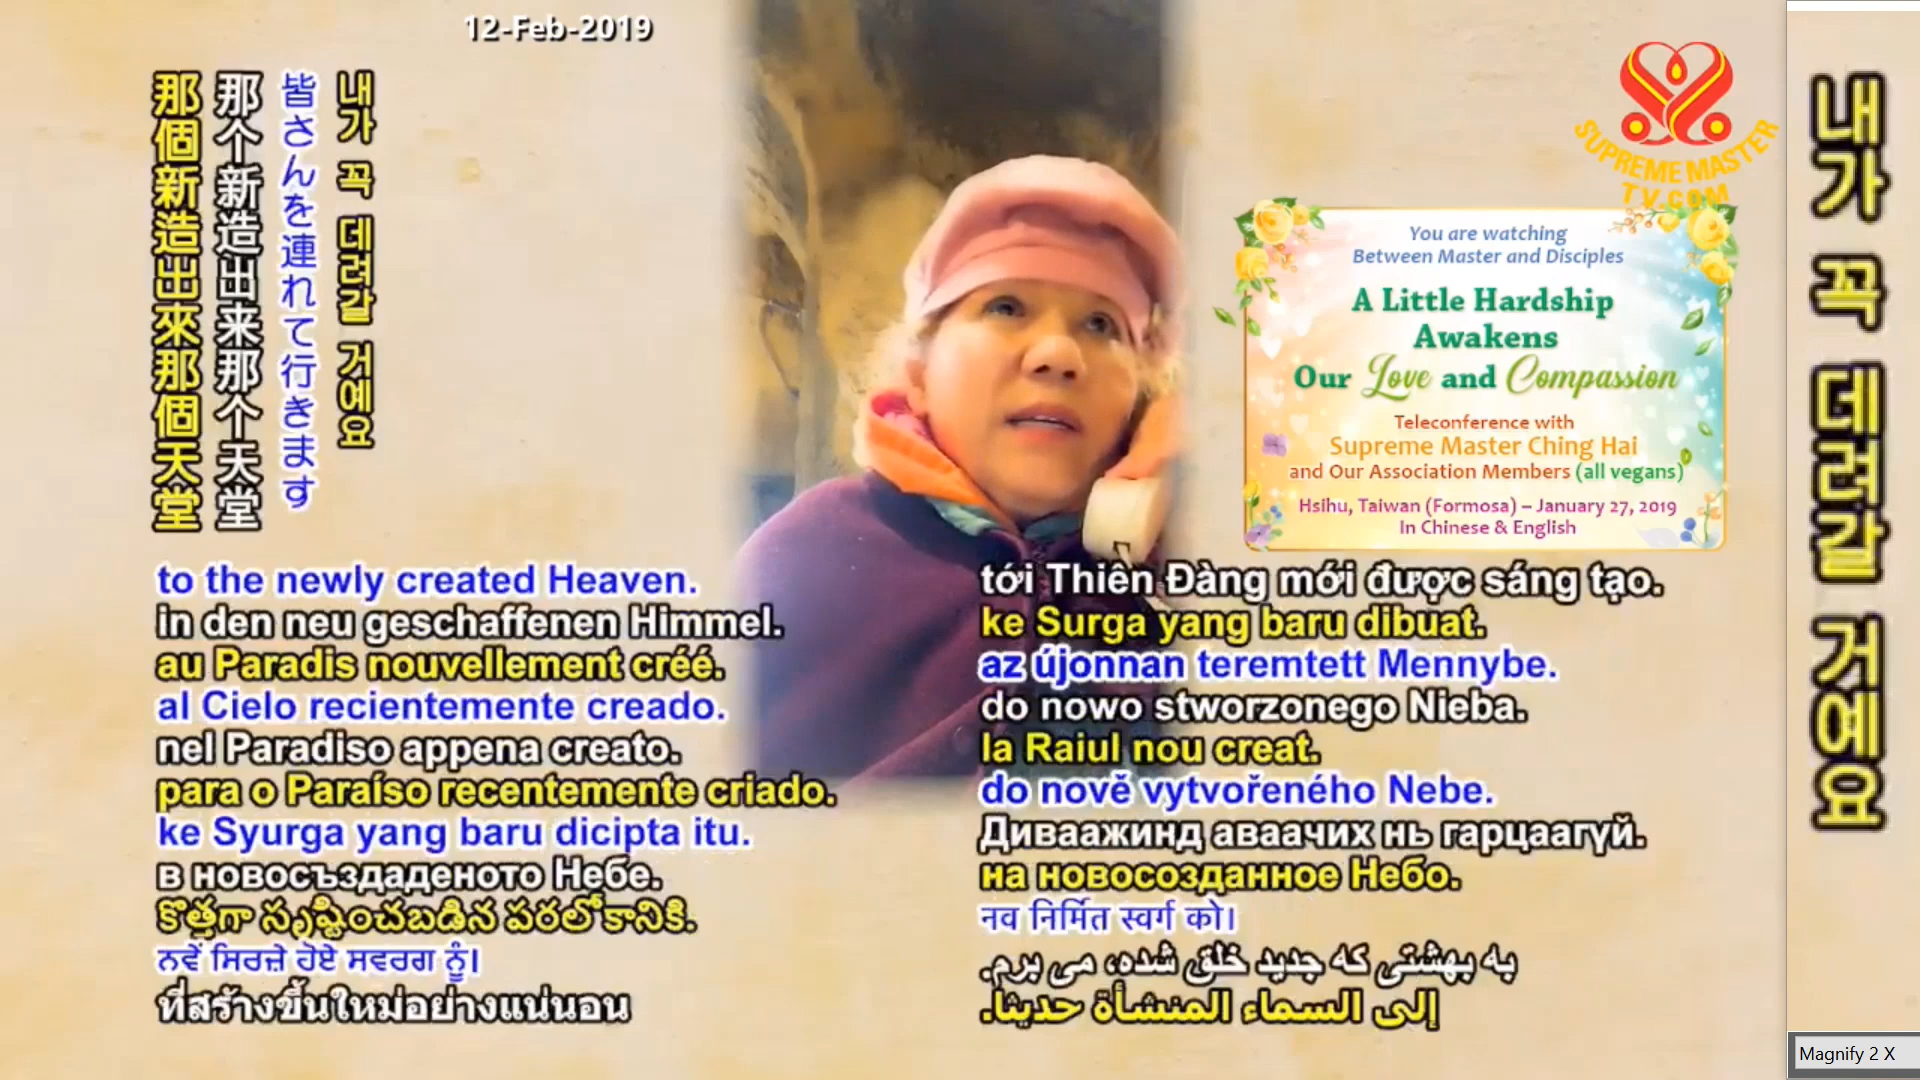 12-Feb-2019
내가 꼭 데려갈 거예요
皆さんを連れて行きます
那个新造出来那个天堂
那個新造出來那個天堂
SUPREME MASTER
TV.COM
You are watching
Between Master and Disciples
A Little Hardship
Awakens
Our Love and Compassion
Teleconference with
Supreme Master Ching Hai
and Our Association Members (all vegans)
Hsihu, Taiwan (Formosa) – January 27, 2019
In Chinese & English
to the newly created Heaven.
in den neu geschaffenen Himmel.
au Paradis nouvellement créé.
al Cielo recientemente creado.
nel Paradiso appena creato.
para o Paraíso recentemente criado.
ke Syurga yang baru dicipta itu.
в новосъздаденото Небе.
కొత్తగా సృష్టించబడిన పరలోకానికి.
ਨਵੇਂ ਸਿਰਜੇ ਹੋਏ ਸਵਰਗ ਨੂੰ।
ที่สร้างขึ้นใหม่อย่างแน่นอน
tới Thiên Đàng mới được sáng tạo.
ke Surga yang baru dibuat.
az újonnan teremtett Mennybe.
do nowo stworzonego Nieba.
la Raiul nou creat.
do nově vytvořeného Nebe.
Диваажинд аваачих нь гарцаагүй.
на новосозданное Небо.
नव निर्मित स्वर्ग को।
به بهشتی که جدید خلق شده، می برم.
إلى السماء المنشأة حديثا.
내가 꼭 데려갈 거예요
Magnify 2 X